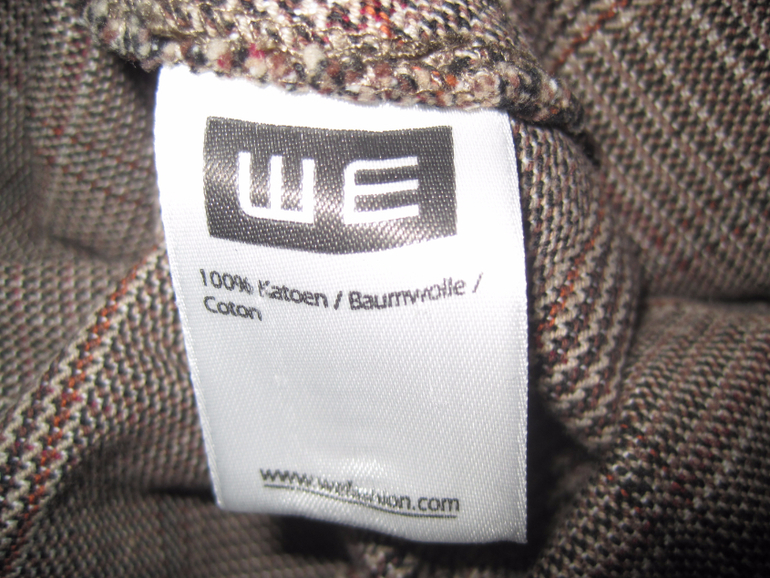 WE
100% Katoen / Baumwolle /
Coton
www.wefashion.com